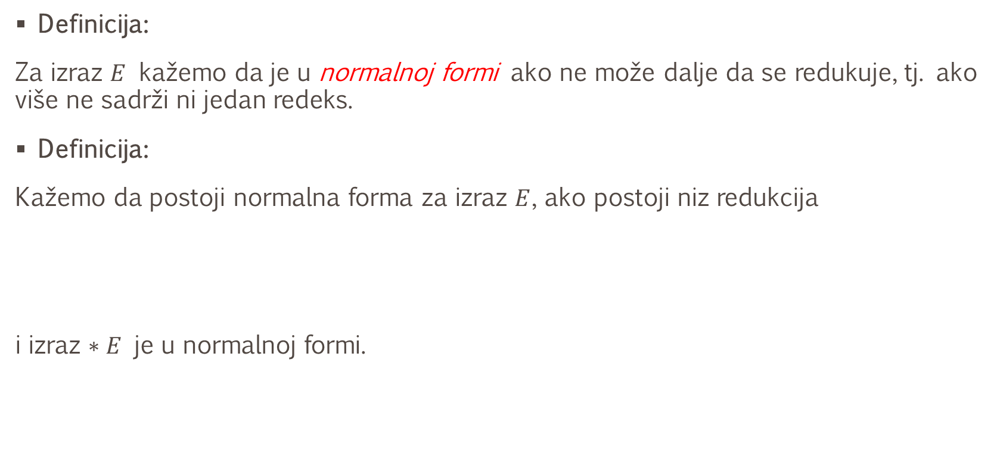 ▪ Definicija:
Za izraz E kažemo da je u normalnoj formi ako ne može dalje da se redukuje, tj. ako
više ne sadrži ni jedan redeks.
▪ Definicija:
Kažemo da postoji normalna forma za izraz E, ako postoji niz redukcija
i izraz ∗ E je u normalnoj formi.